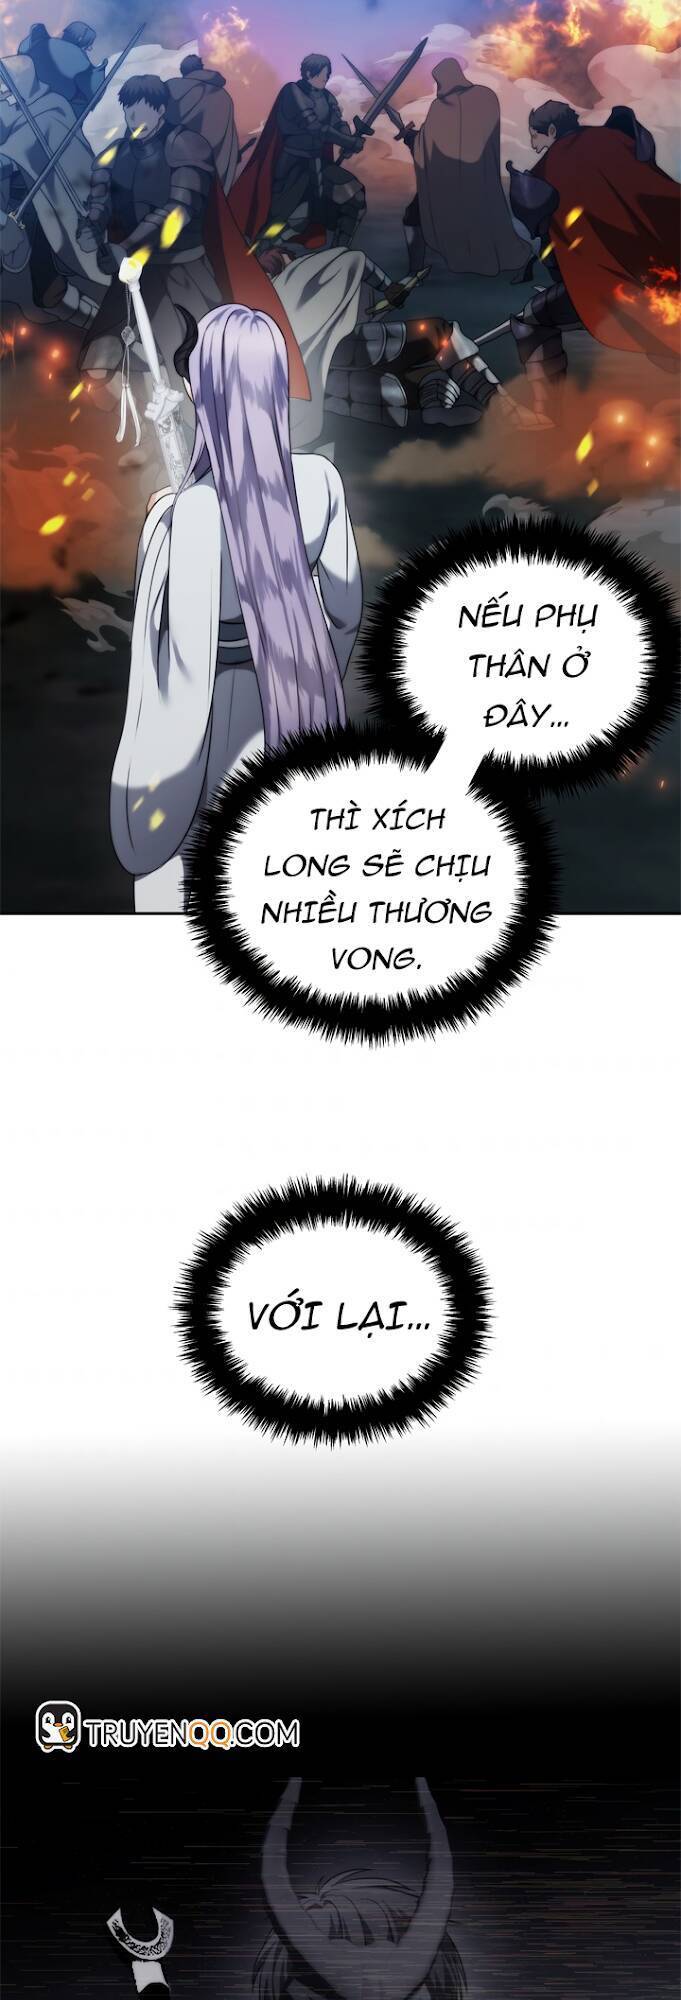 NẾU PHỤ
THÂN Ở
ĐÂY...
THÌ XÍCH
LONG SẼ CHỊU
NHIỀU THƯƠNG
VONG.
VỚI LẠI...
TRUYENQQ.COM